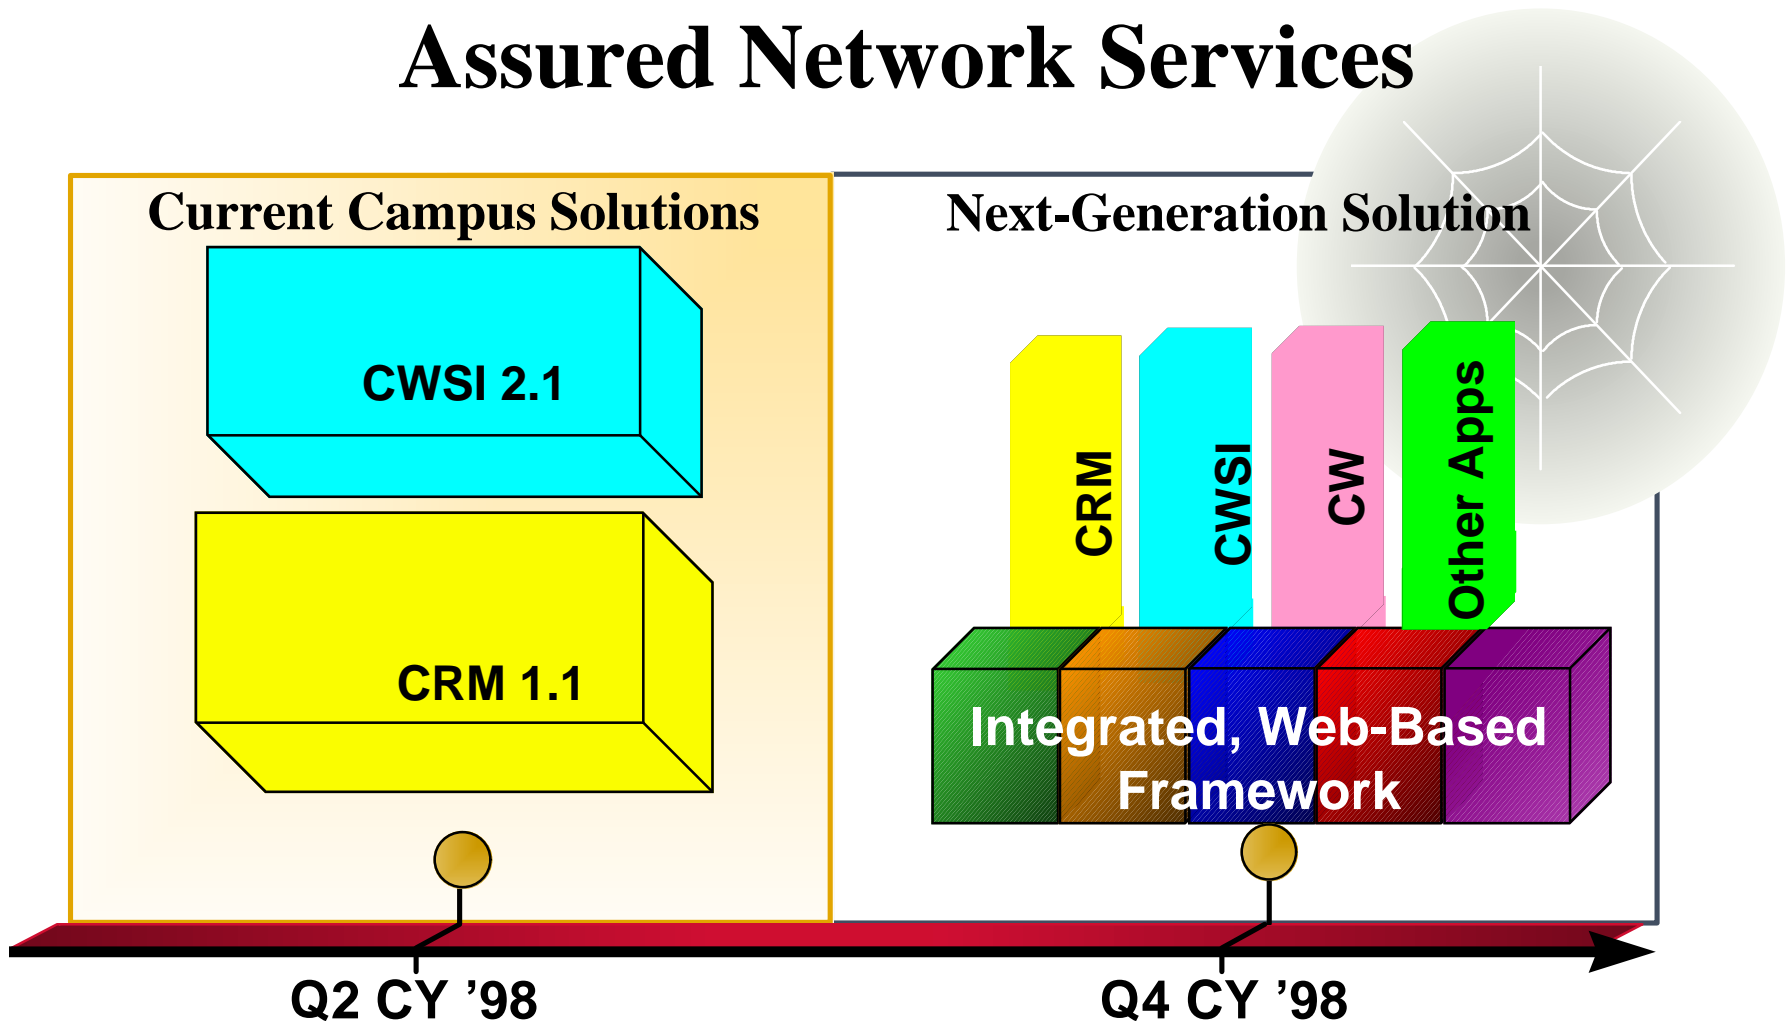 Assured Network Services
Current Campus Solutions
CWSI 2.1
CRM 1.1
Next-Generation Solution
CRM
CWSI
CW
Other Apps
Integrated, Web-Based
Framework
Q2 CY ’98
Q4 CY ’98